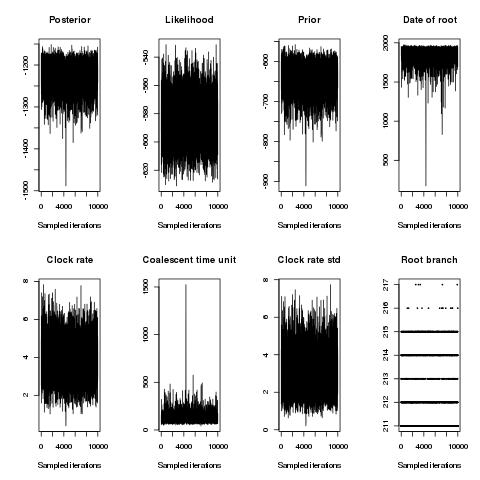 Posterior
Likelihood
Prior
Date of root
-1200
-1300
-1400
-1500
-540
-560
-580
-600
-620
-600
-700
-800
-900
2000
1500
1000
500
0 4000 10000
0 4000 10000
0 4000 10000
0 4000 10000
Sampled iterations
Sampled iterations
Sampled iterations
Sampled iterations
Clock rate
Coalescent time unit
Clock rate std
Root branch
8
6
4
2
1500
1000
500
0
8
6
4
2
0
217
216
215
214
213
212
211
0 4000 10000
0 4000 10000
0 4000 10000
0 4000 10000
Sampled iterations
Sampled iterations
Sampled iterations
Sampled iterations